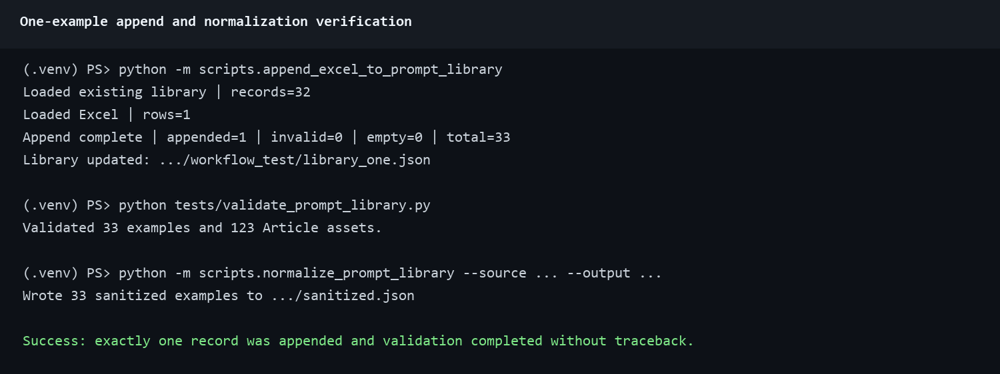 One-example append and normalization verification
(.venv) PS> python -m scripts.append_excel_to_prompt_library
Loaded existing library | records=32
Loaded Excel | rows=1
Append complete | appended=1 | invalid=0 | empty=0 | total=33
Library updated: .../workflow_test/library_one.json
(.venv) PS> python tests/validate_prompt_library.py
Validated 33 examples and 123 Article assets.
(.venv) PS> python -m scripts.normalize_prompt_library --source ... --output ...
Wrote 33 sanitized examples to .../sanitized.json
Success: exactly one record was appended and validation completed without traceback.